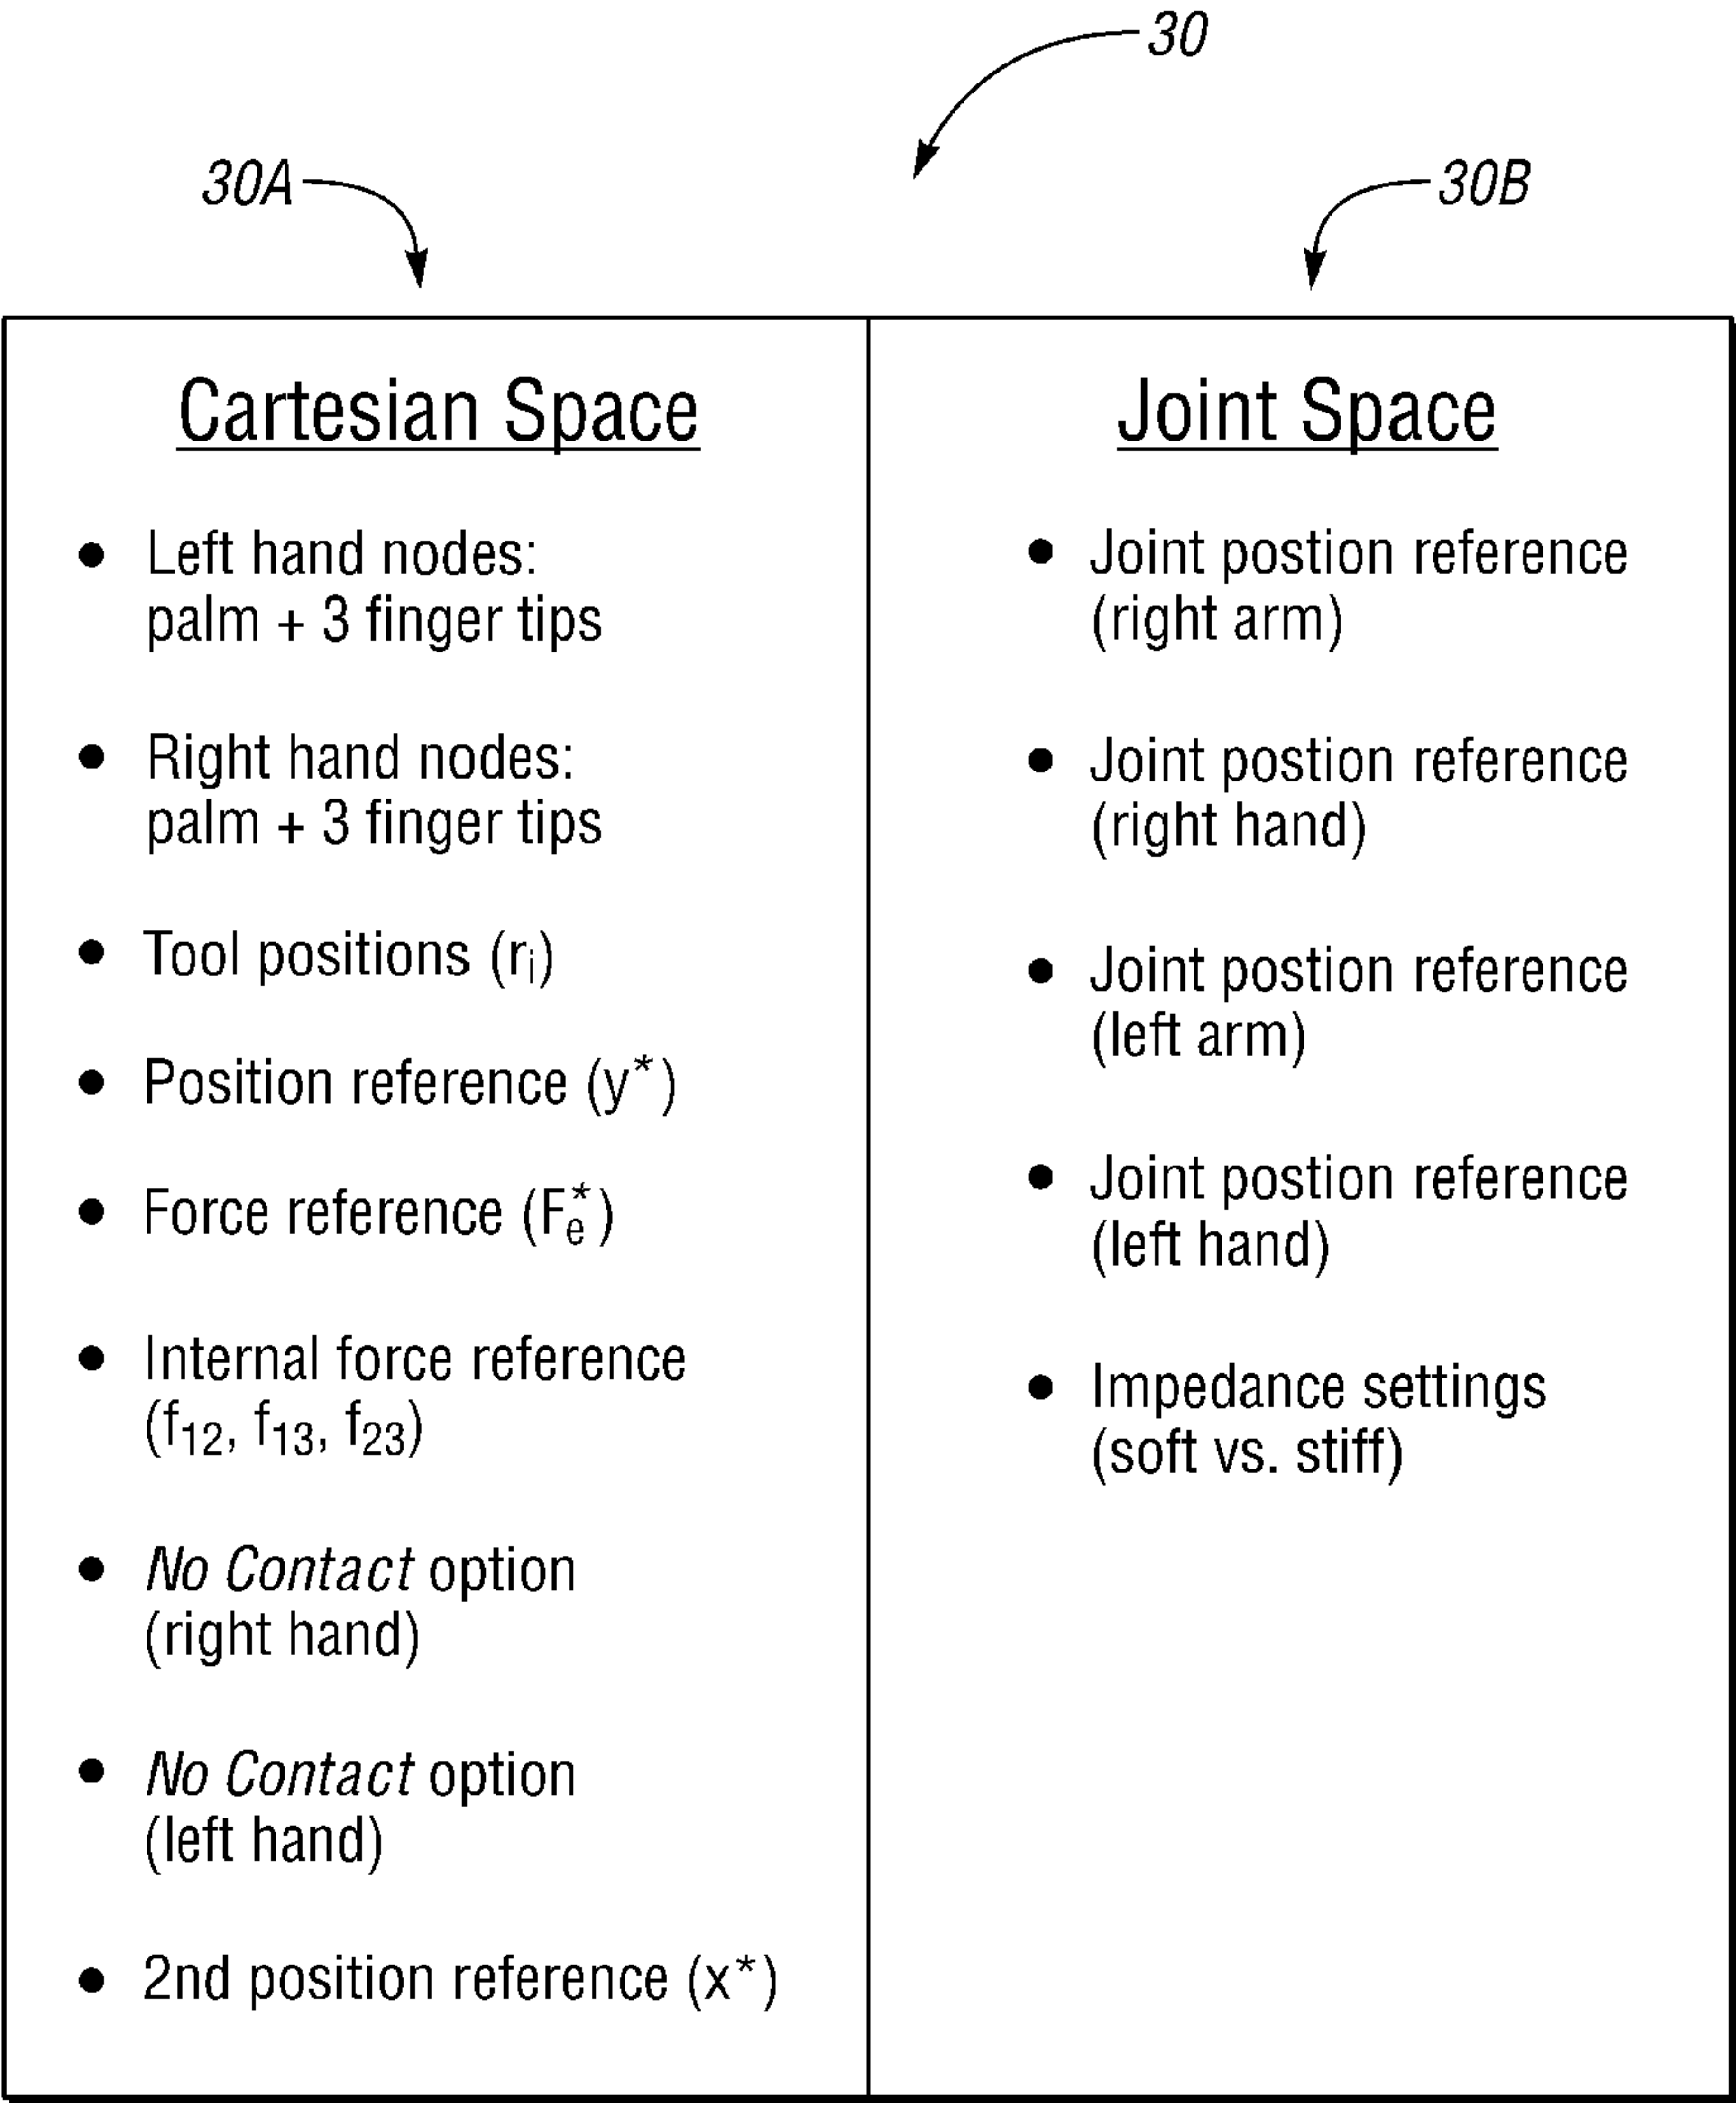 30
30A
30B
Cartesian Space
● Left hand nodes:
palm + 3 finger tips
● Right hand nodes:
palm + 3 finger tips
● Tool positions (rᵢ)
● Position reference (y*)
● Force reference (Fₑ*)
● Internal force reference
(f₁₂, f₁₃, f₂₃)
● No Contact option
(right hand)
● No Contact option
(left hand)
● 2nd position reference (x*)
Joint Space
● Joint postion reference
(right arm)
● Joint postion reference
(right hand)
● Joint postion reference
(left arm)
● Joint postion reference
(left hand)
● Impedance settings
(soft vs. stiff)